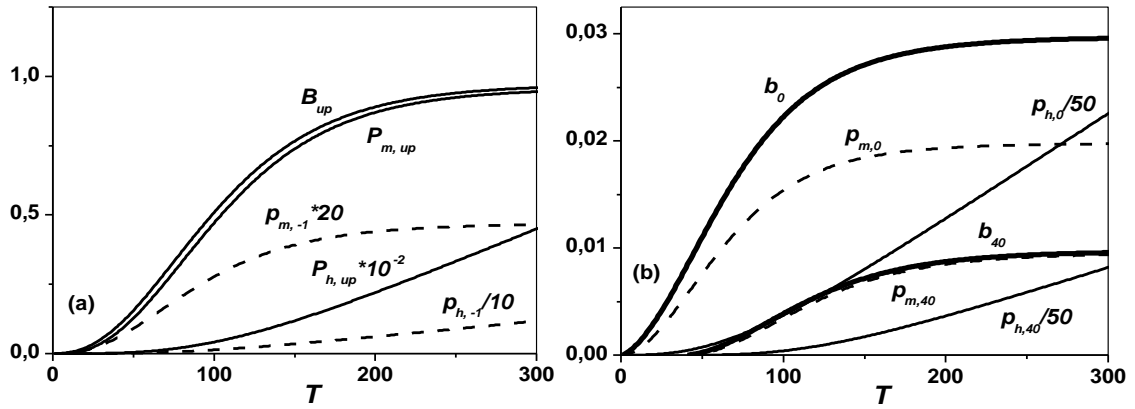 1,0
0,5
0,0
B_up
P_m, up
p_m, -1*20
P_h, up*10^-2
p_h, -1/10
(a)
0
100
200
300
T
0,03
0,02
0,01
0,00
b_0
p_h,0/50
p_m,0
b_40
p_m,40
p_h,40/50
(b)
0
100
200
300
T